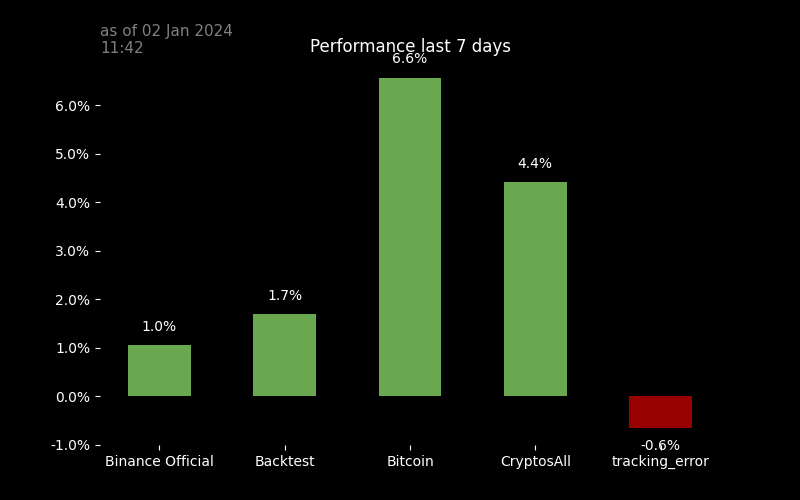 as of 02 Jan 2024
11:42
Performance last 7 days
6.6%
6.0%
5.0%
4.4%
4.0%
3.0%
2.0%
1.7%
1.0%
1.0%
0.0%
-1.0%
-0.6%
Binance Official
Backtest
Bitcoin
CryptosAll
tracking_error